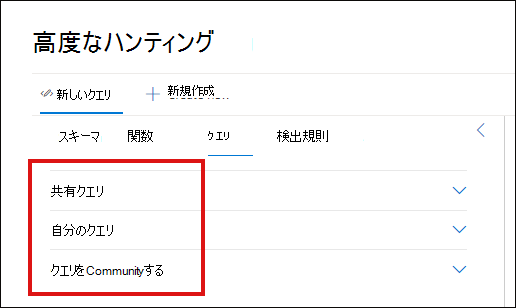 高度なハンティング
新しいクエリ
新規作成
スキーマ 関数 クエリ 検出規則
共有クエリ
自分のクエリ
クエリをCommunityする